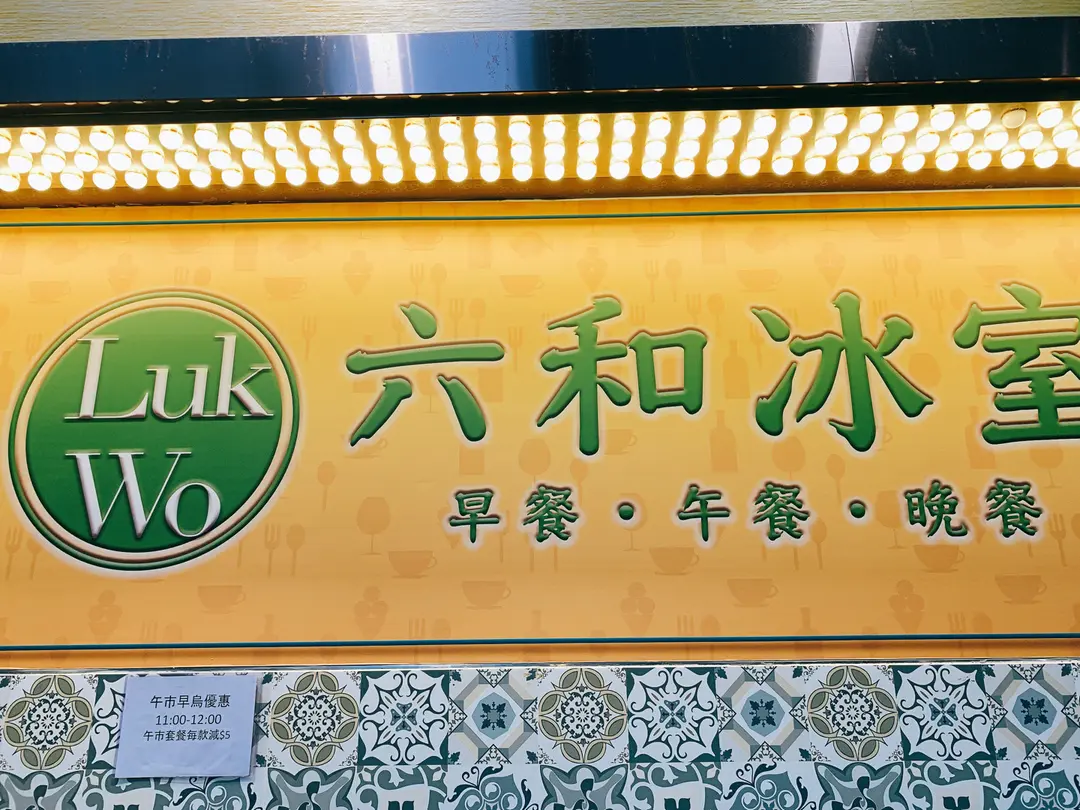 Luk
Wo
六和冰室
早餐·午餐·晚餐
午市早鳥優惠
11:00-12:00
午市套餐每款減$5